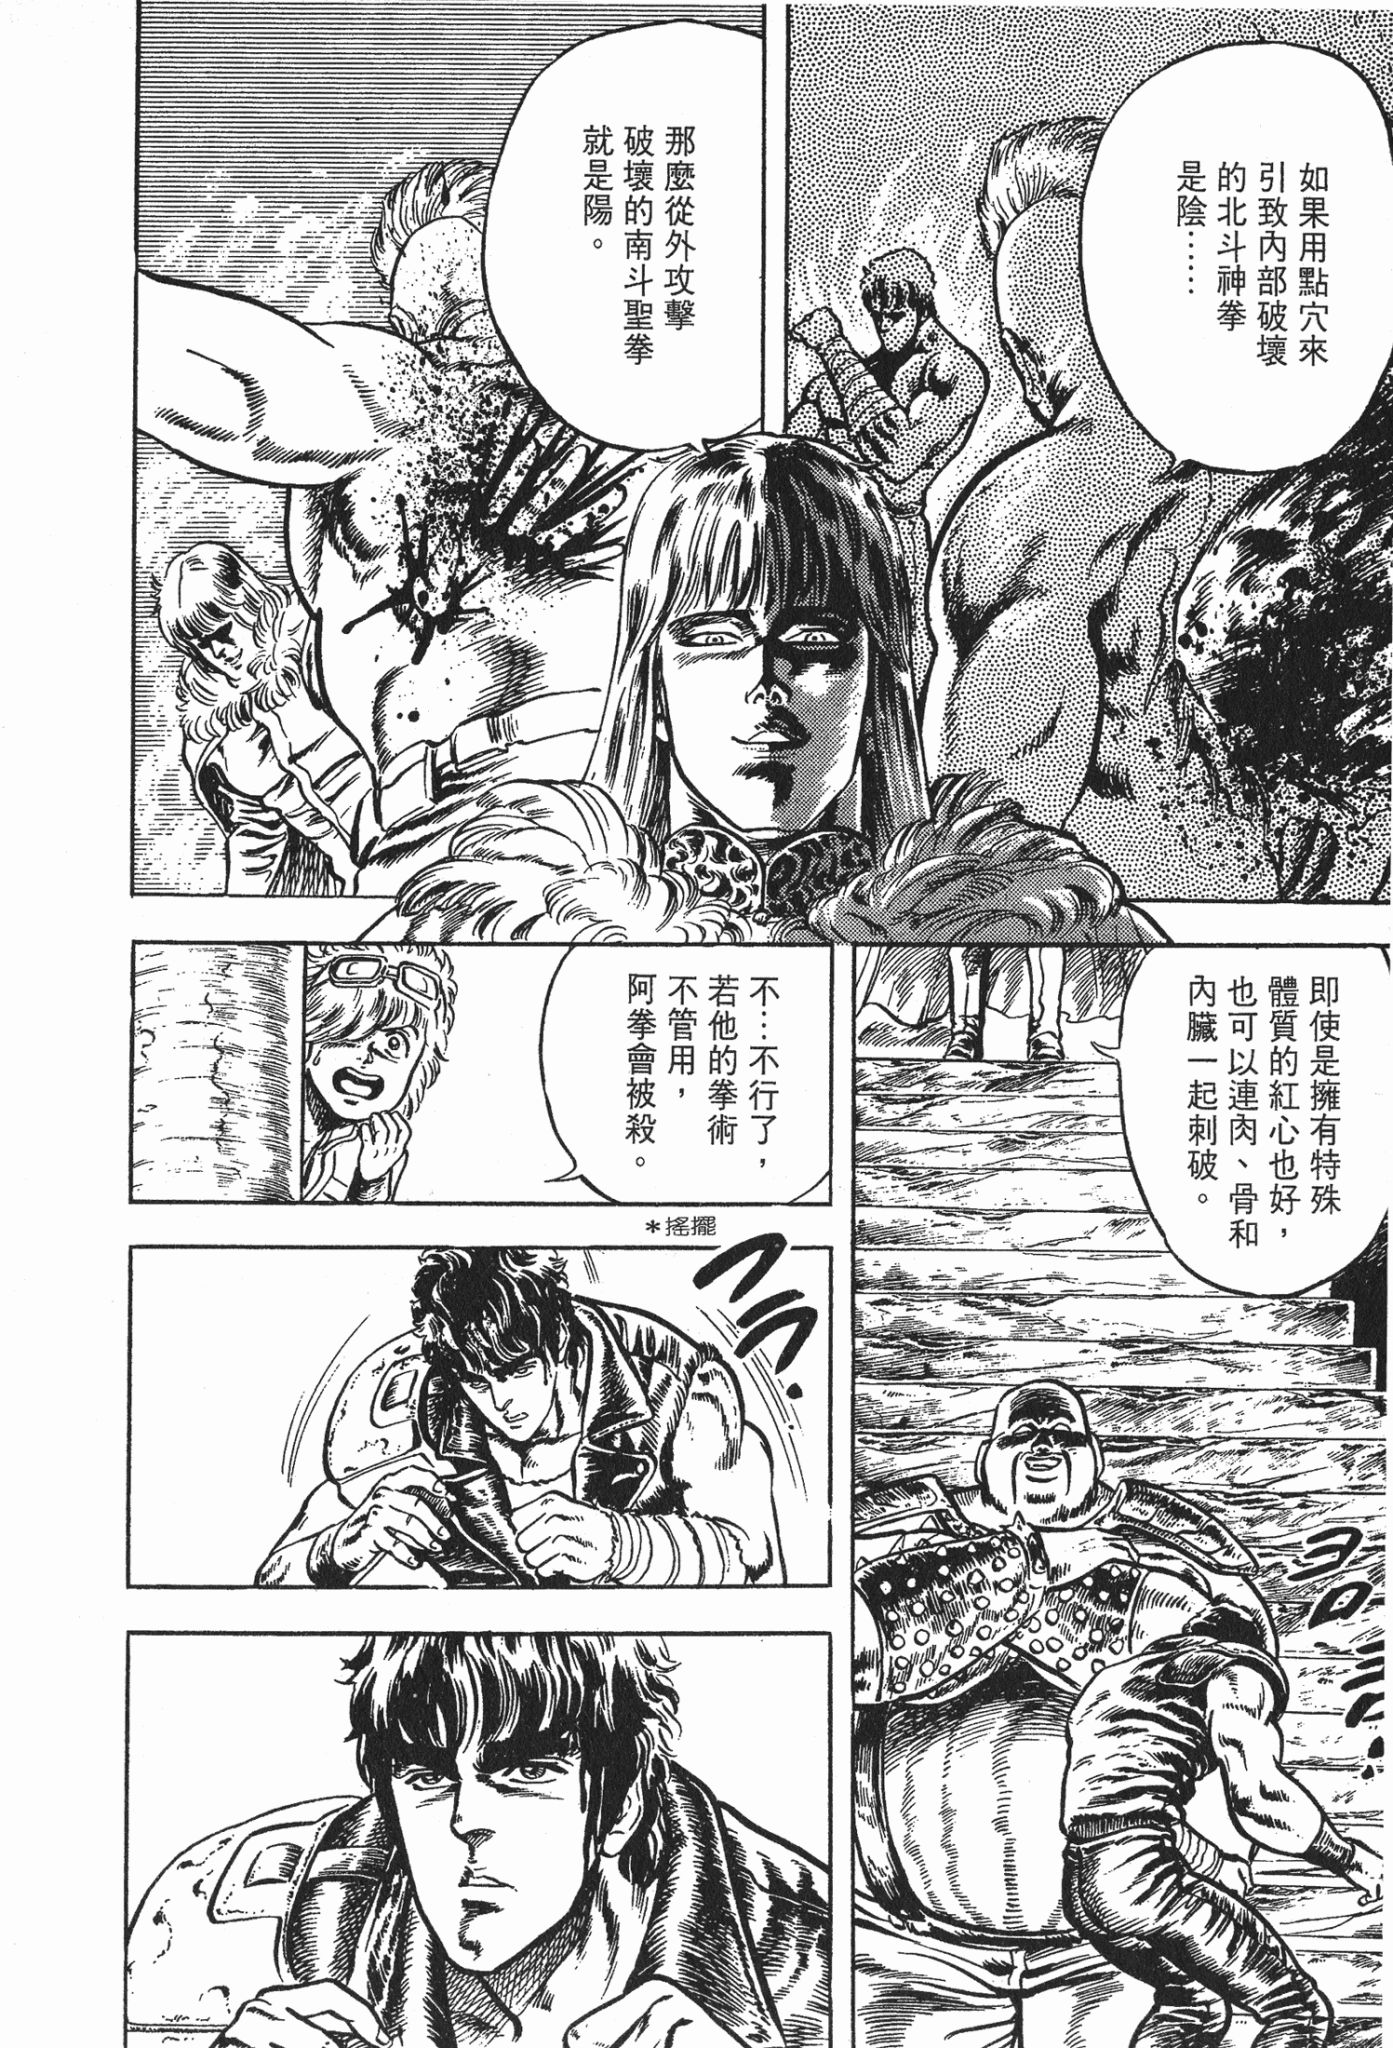 如果用點穴來
引致內部破壞
的北斗神拳
是陰……
那麼從外攻擊
破壞的南斗聖拳
就是陽。
即使是擁有特殊
體質的紅心也好，
也可以連肉、骨和
內臟一起刺破。
ヨロ
不…不行了，
若他的拳術
不管用，
阿拳會被殺。
＊搖擺
フラ